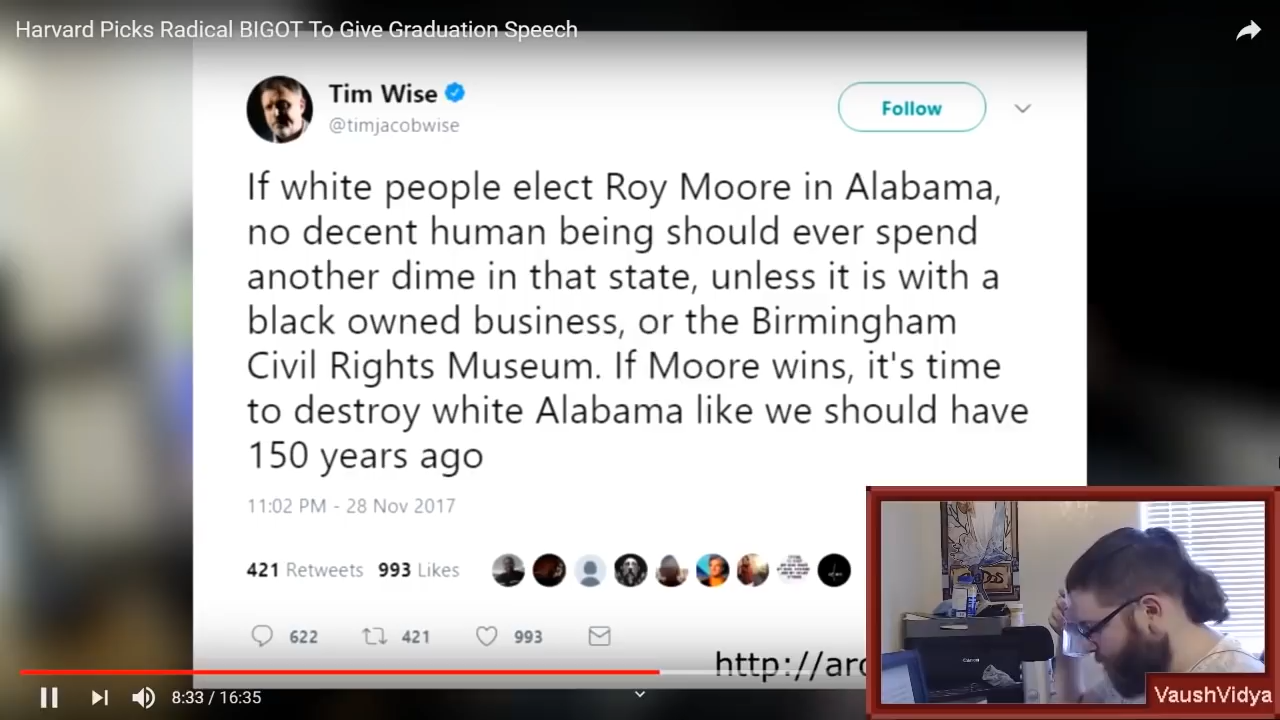 Harvard Picks Radical BIGOT To Give Graduation Speech
Tim Wise
@timjacobwise
Follow
If white people elect Roy Moore in Alabama,
no decent human being should ever spend
another dime in that state, unless it is with a
black owned business, or the Birmingham
Civil Rights Museum. If Moore wins, it's time
to destroy white Alabama like we should have
150 years ago
11:02 PM - 28 Nov 2017
421 Retweets 993 Likes
622 421 993
http://arc
Canon
8:33 / 16:35
VaushVidya